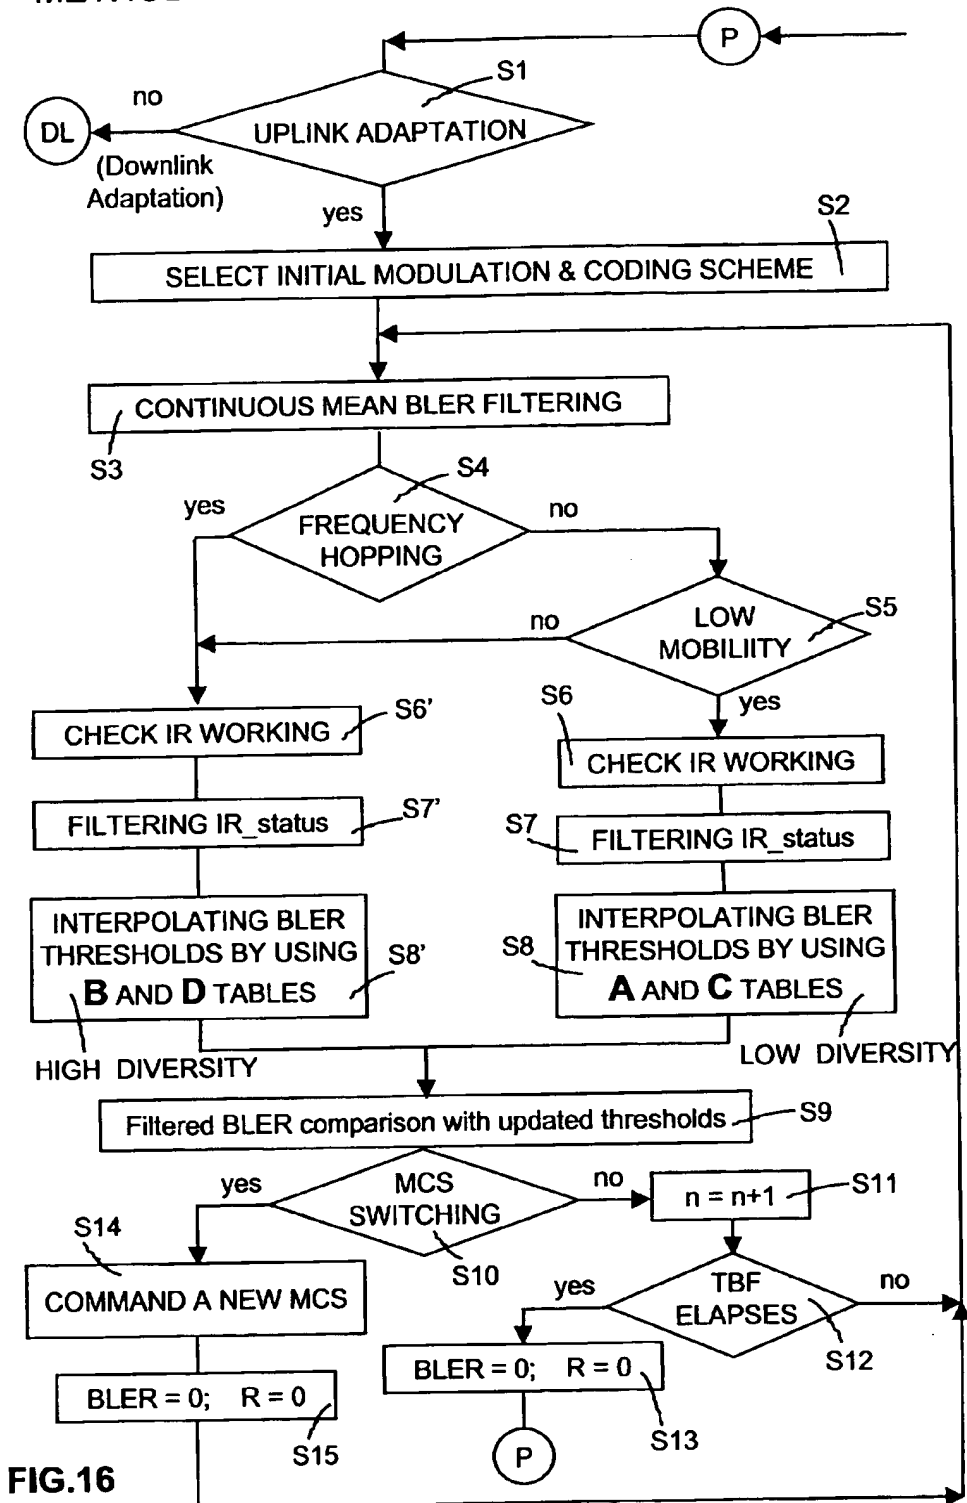 P
S1
no
DL
UPLINK ADAPTATION
(Downlink
Adaptation)
yes
S2
SELECT INITIAL MODULATION & CODING SCHEME
CONTINUOUS MEAN BLER FILTERING
S3
S4
yes
FREQUENCY
HOPPING
no
S5
no
LOW
MOBILIITY
yes
S6'
CHECK IR WORKING
S6
CHECK IR WORKING
S7'
FILTERING IR_status
S7
FILTERING IR_status
INTERPOLATING BLER
THRESHOLDS BY USING
B AND D TABLES
S8'
HIGH DIVERSITY
INTERPOLATING BLER
THRESHOLDS BY USING
A AND C TABLES
S8
LOW DIVERSITY
Filtered BLER comparison with updated thresholds
S9
yes
MCS
SWITCHING
no
S10
n = n+1
S11
S14
COMMAND A NEW MCS
yes
TBF
ELAPSES
no
S12
BLER = 0; R = 0
S15
BLER = 0; R = 0
S13
P
FIG.16